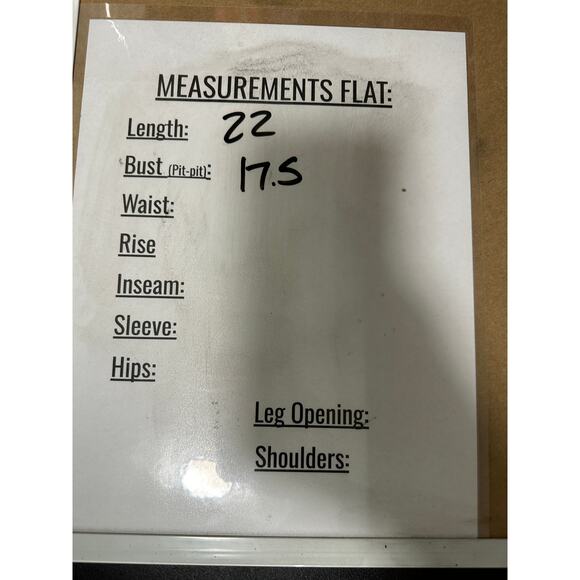 MEASUREMENTS FLAT:
Length: 22
Bust (Pit-pit): 17.5
Waist:
Rise
Inseam:
Sleeve:
Hips:
Leg Opening:
Shoulders: